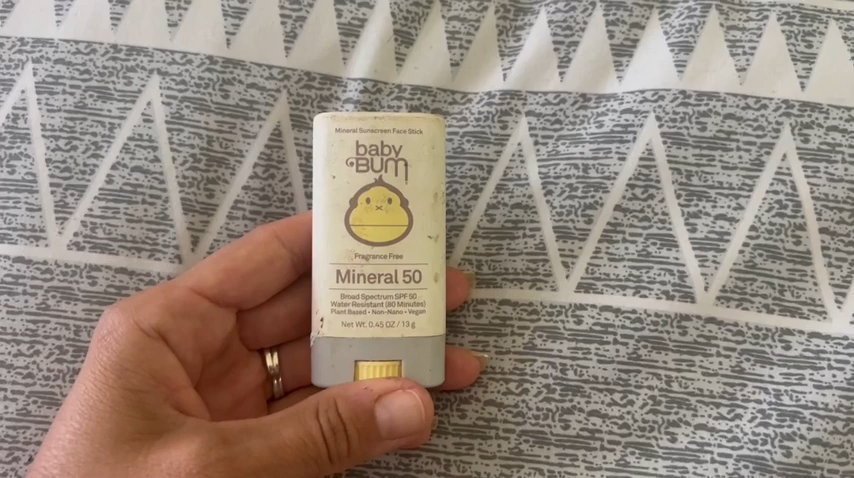 Mineral Sunscreen Face Stick
baby
BUM
Fragrance Free
Mineral 50
Broad Spectrum SPF 50
Water Resistant (80 Minutes)
Plant Based • Non-Nano • Vegan
Net Wt. 0.45 OZ / 13 g